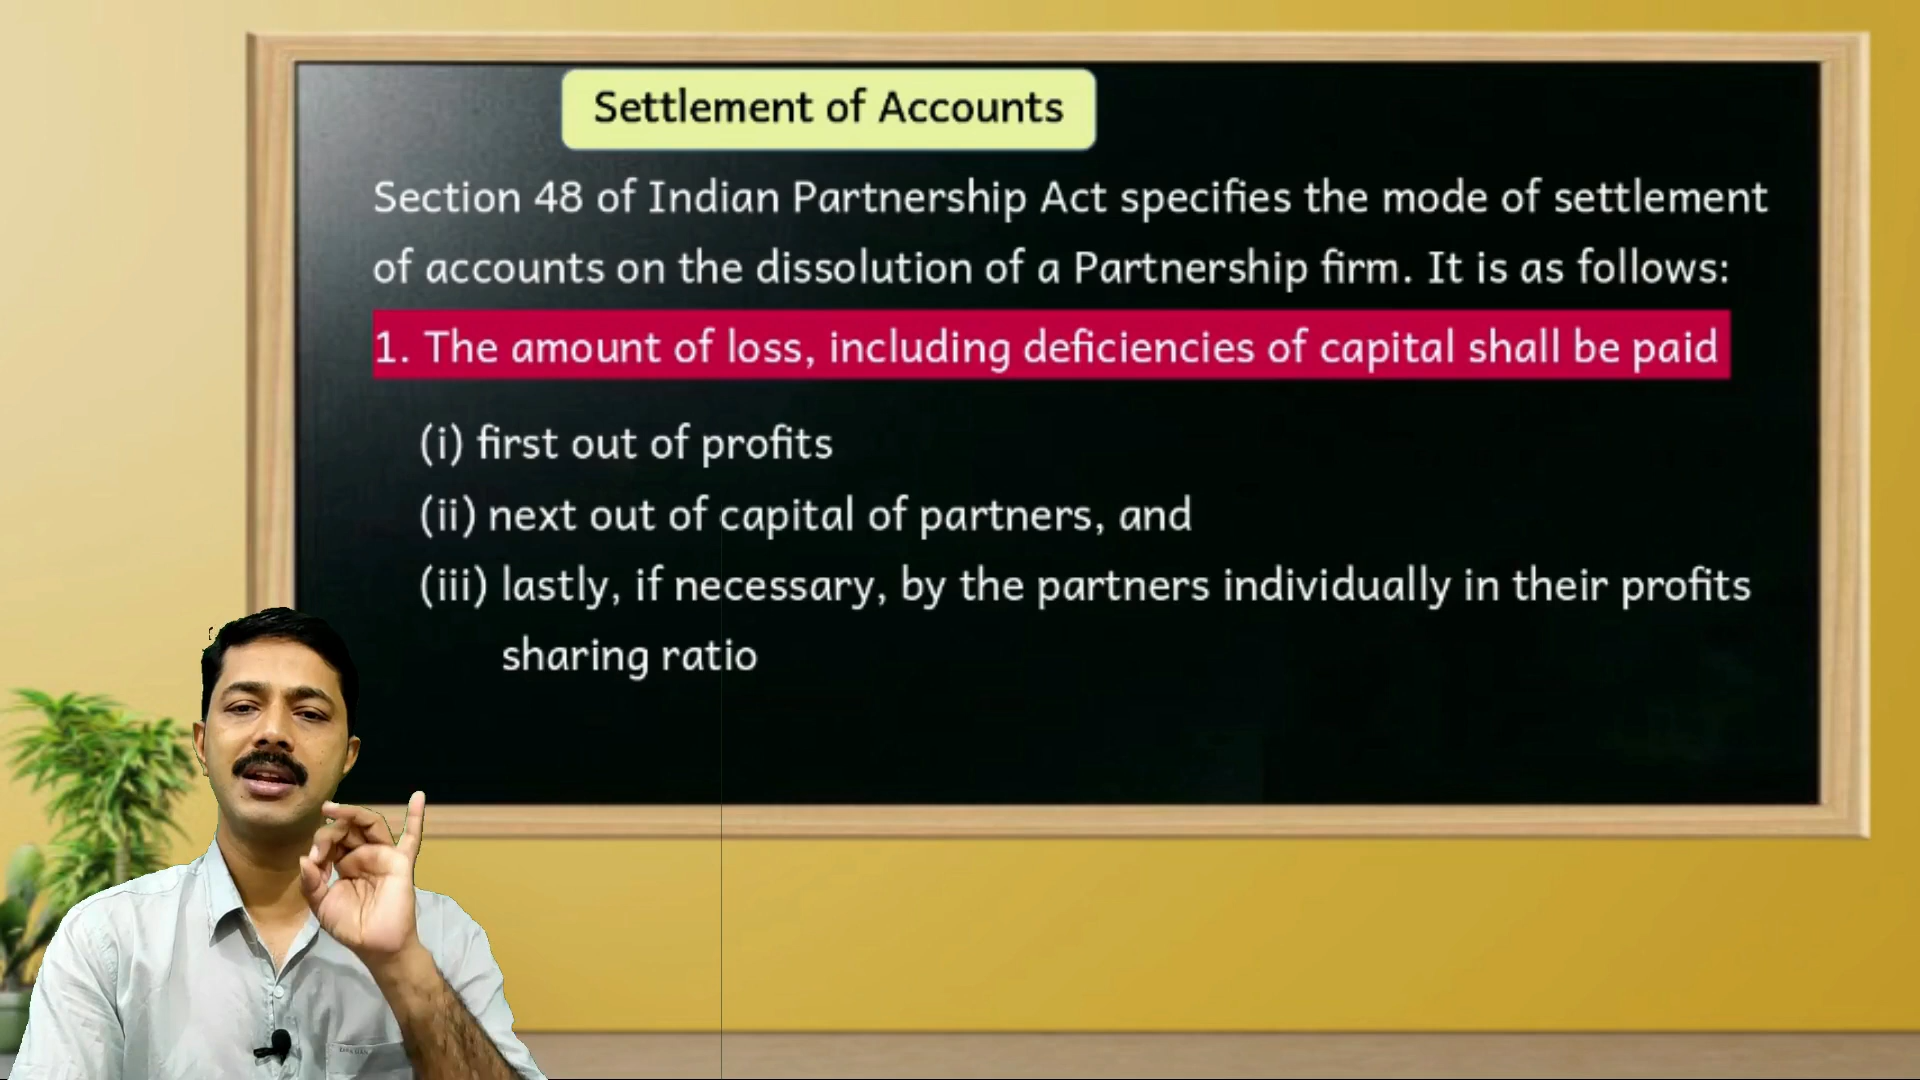 Settlement of Accounts
Section 48 of Indian Partnership Act specifies the mode of settlement
of accounts on the dissolution of a Partnership firm. It is as follows:
1. The amount of loss, including deficiencies of capital shall be paid
(i) first out of profits
(ii) next out of capital of partners, and
(iii) lastly, if necessary, by the partners individually in their profits
sharing ratio